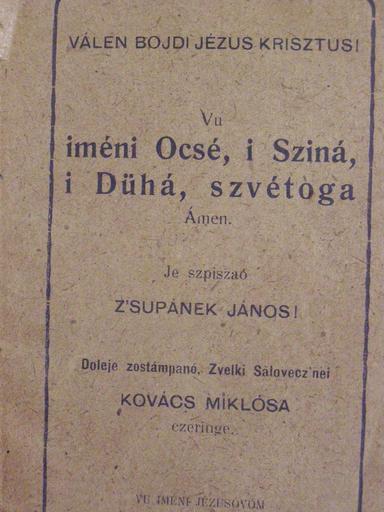 VÁLEN BOJDI JÉZUS KRISZTUS!
Vu
iméni Ocsé, i Sziná,
i Dühá, szvétoga
Ámen.
Je szpiszaó
Z'SUPÁNEK JÁNOS!
Doleje zostámpanó, Zvelki Sálovecz'nei
KOVÁCS MIKLÓSA
czeringe.
VU IMÉNI JÉZUSOVOM